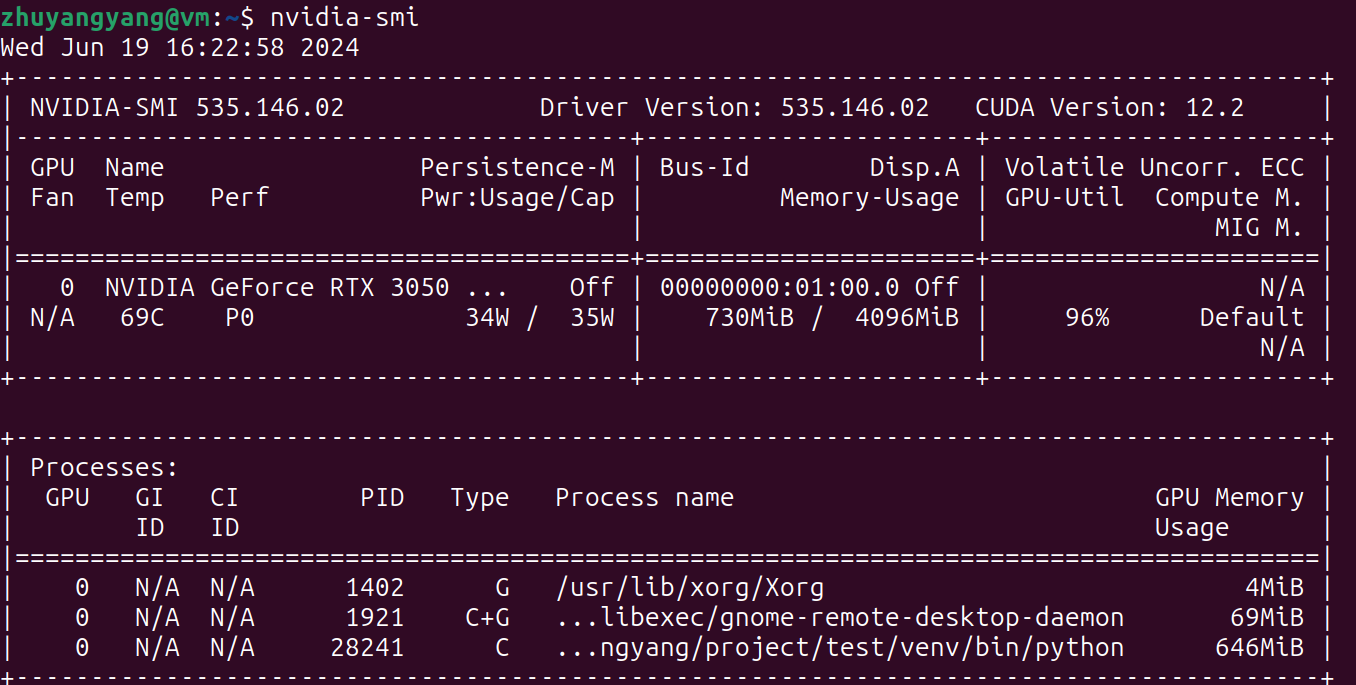 zhuyangyang@vm:~$ nvidia-smi
Wed Jun 19 16:22:58 2024
+---------------------------------------------------------------------------------------+
| NVIDIA-SMI 535.146.02             Driver Version: 535.146.02   CUDA Version: 12.2     |
|-----------------------------------------+----------------------+----------------------+
| GPU  Name                 Persistence-M | Bus-Id        Disp.A | Volatile Uncorr. ECC |
| Fan  Temp   Perf          Pwr:Usage/Cap |         Memory-Usage | GPU-Util  Compute M. |
|                                         |                      |               MIG M. |
|=========================================+======================+======================|
|   0  NVIDIA GeForce RTX 3050 ...    Off | 00000000:01:00.0 Off |                  N/A |
| N/A   69C    P0               34W /  35W |    730MiB /  4096MiB |     96%      Default |
|                                         |                      |                  N/A |
+-----------------------------------------+----------------------+----------------------+

+---------------------------------------------------------------------------------------+
| Processes:                                                                            |
|  GPU   GI   CI        PID   Type   Process name                            GPU Memory |
|        ID   ID                                                             Usage      |
|=======================================================================================|
|    0   N/A  N/A      1402      G   /usr/lib/xorg/Xorg                            4MiB |
|    0   N/A  N/A      1921    C+G   ...libexec/gnome-remote-desktop-daemon       69MiB |
|    0   N/A  N/A     28241      C   ...ngyang/project/test/venv/bin/python      646MiB |
+---------------------------------------------------------------------------------------+